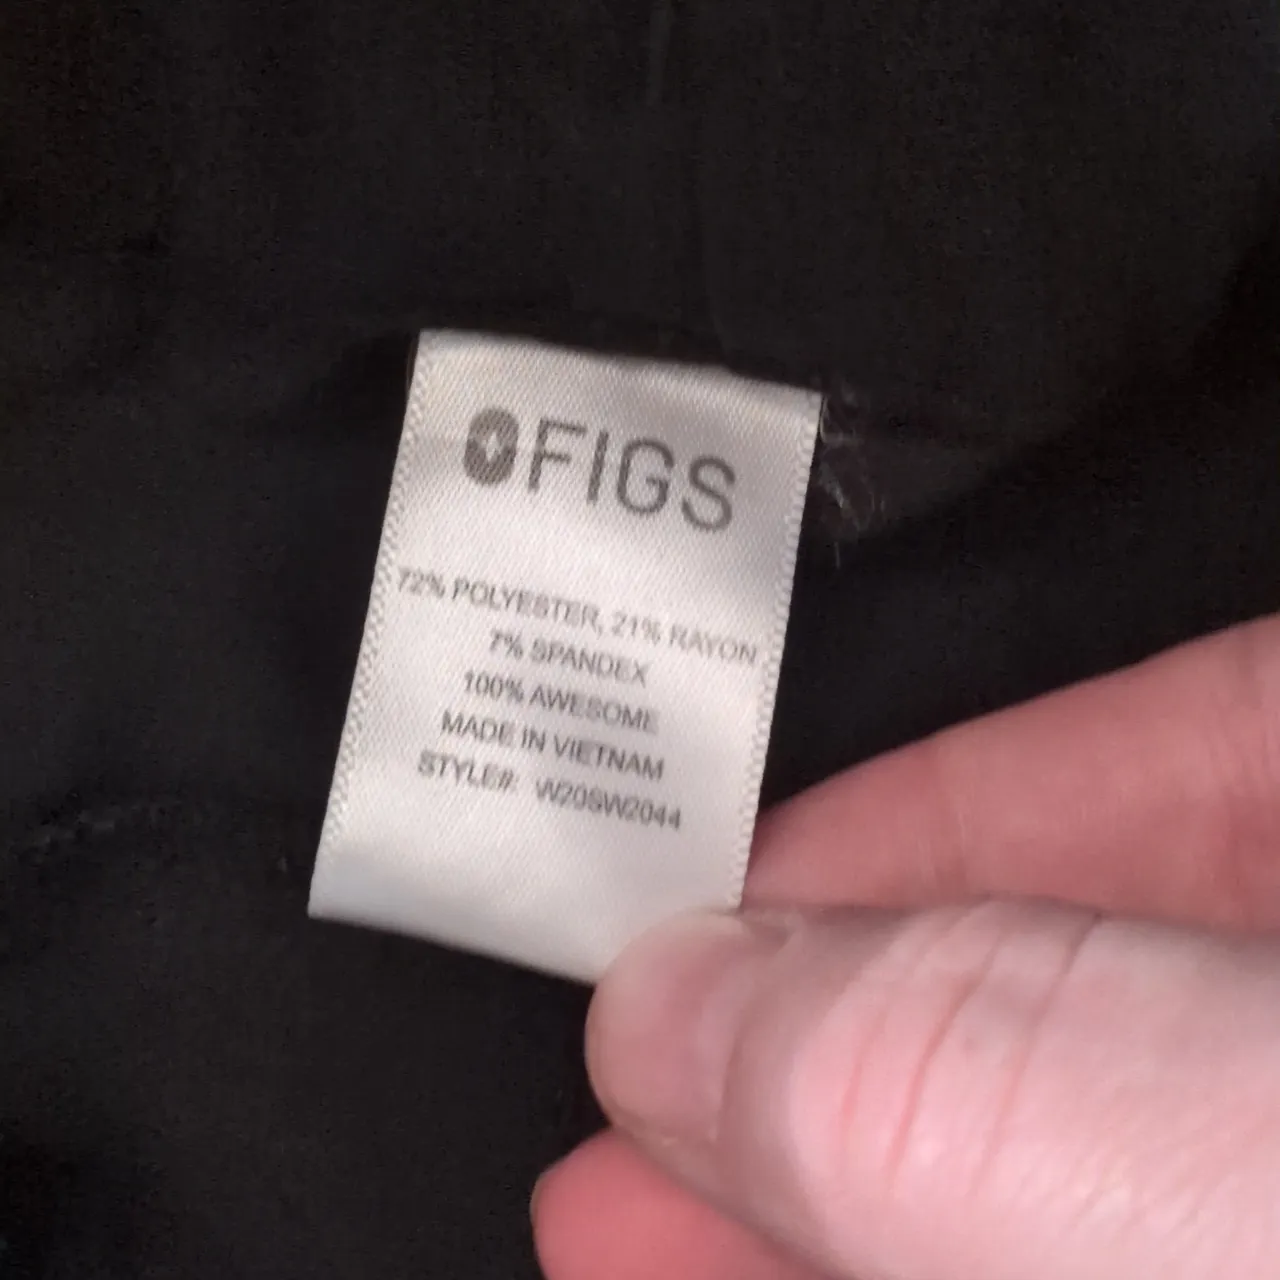 FIGS
72% POLYESTER, 21% RAYON
7% SPANDEX
100% AWESOME
MADE IN VIETNAM
STYLE#: W20SW2044